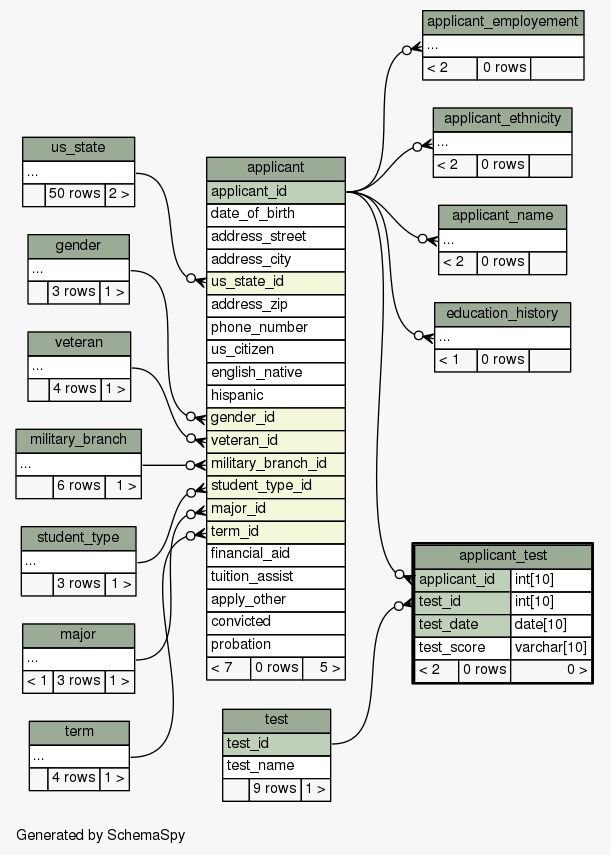 us_state
...
50 rows 2 >
gender
...
3 rows 1 >
veteran
...
4 rows 1 >
military_branch
...
6 rows 1 >
student_type
...
3 rows 1 >
major
...
< 1 3 rows 1 >
term
...
4 rows 1 >
applicant
applicant_id
date_of_birth
address_street
address_city
us_state_id
address_zip
phone_number
us_citizen
english_native
hispanic
gender_id
veteran_id
military_branch_id
student_type_id
major_id
term_id
financial_aid
tuition_assist
apply_other
convicted
probation
< 7 0 rows 5 >
test
test_id
test_name
9 rows 1 >
applicant_employement
...
< 2 0 rows
applicant_ethnicity
...
< 2 0 rows
applicant_name
...
< 2 0 rows
education_history
...
< 1 0 rows
applicant_test
applicant_id int[10]
test_id int[10]
test_date date[10]
test_score varchar[10]
< 2 0 rows 0 >
Generated by SchemaSpy